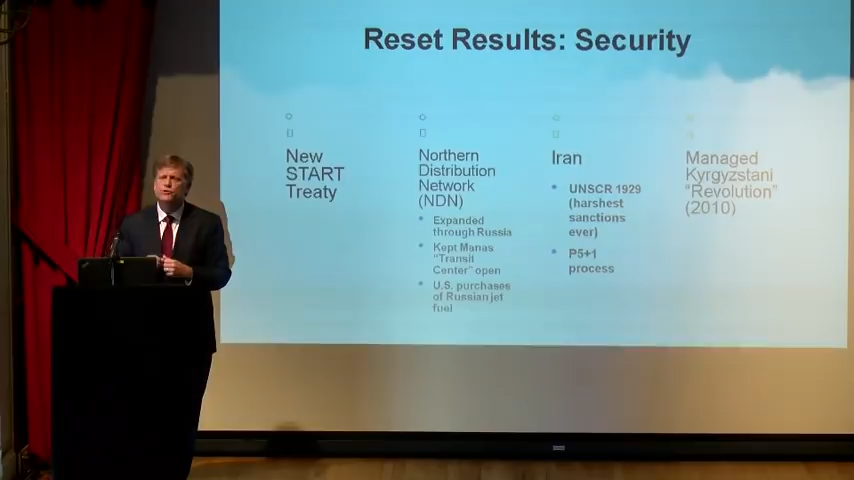 Reset Results: Security
New
START
Treaty
Northern
Distribution
Network
(NDN)
Expanded
through Russia
Kept Manas
"Transit
Center" open
U.S. purchases
of Russian jet
fuel
Iran
UNSCR 1929
(harshest
sanctions
ever)
P5+1
process
Managed
Kyrgyzstani
"Revolution"
(2010)